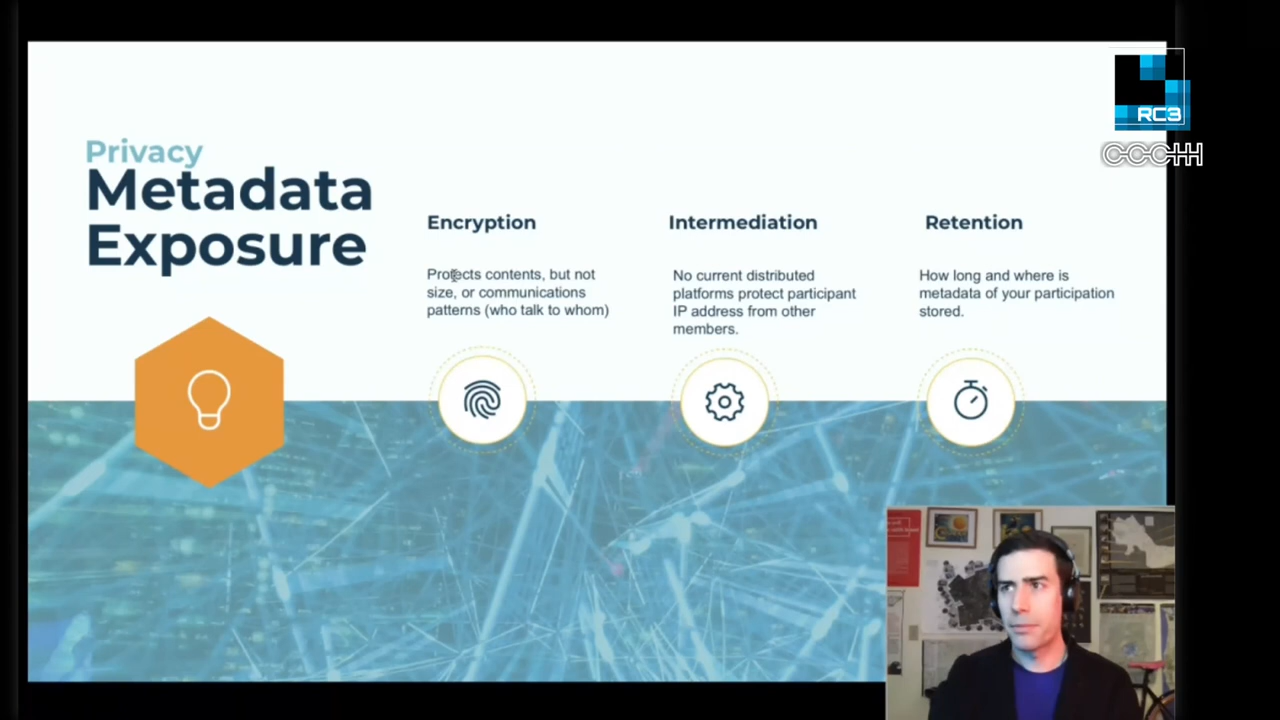 RC3
CCCHH
Privacy
Metadata
Exposure
Encryption
Protects contents, but not
size, or communications
patterns (who talk to whom)
Intermediation
No current distributed
platforms protect participant
IP address from other
members.
Retention
How long and where is
metadata of your participation
stored.